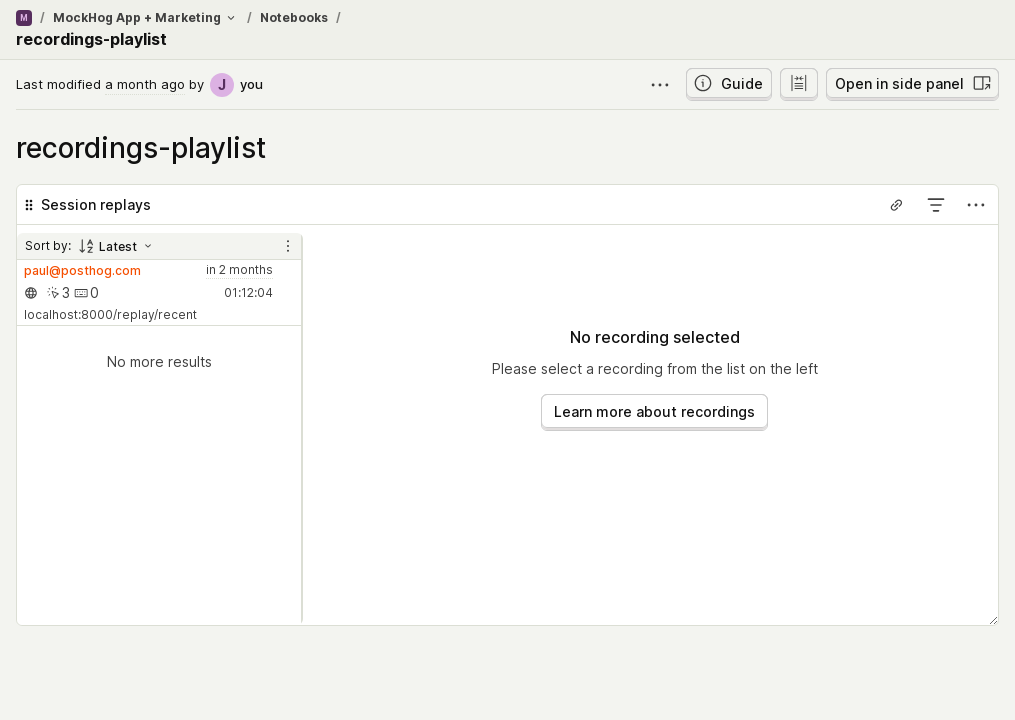 M / MockHog App + Marketing / Notebooks /
recordings-playlist
Last modified a month ago by J you
Guide
Open in side panel
recordings-playlist
Session replays
Sort by: Latest
paul@posthog.com in 2 months
3 0 01:12:04
localhost:8000/replay/recent
No more results
No recording selected
Please select a recording from the list on the left
Learn more about recordings